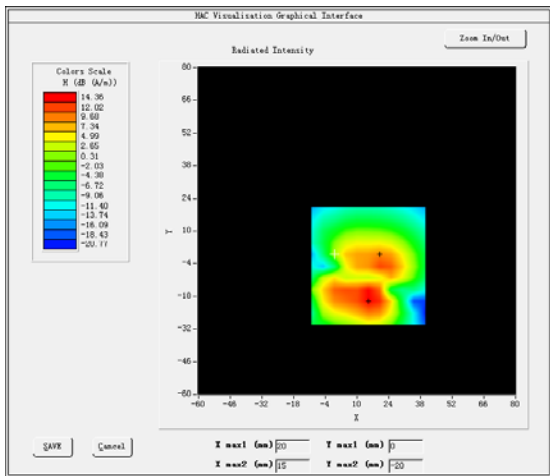 HAC Visualisation Graphical Interface
Zoom In/Out
Radiated Intensity
Colors Scale
H (dB (A/m))
14.36
12.02
9.68
7.34
4.99
2.65
0.31
-2.03
-4.38
-6.72
-9.06
-11.40
-13.74
-16.09
-18.43
-20.77
80
66
52
38
24
10
-4
-18
-32
-46
-60
Y
-60 -46 -32 -18 -4 10 24 38 52 66 80
X
SAVE Cancel
X max1 (mm) 20 Y max1 (mm) 0
X max2 (mm) 15 Y max2 (mm) -20